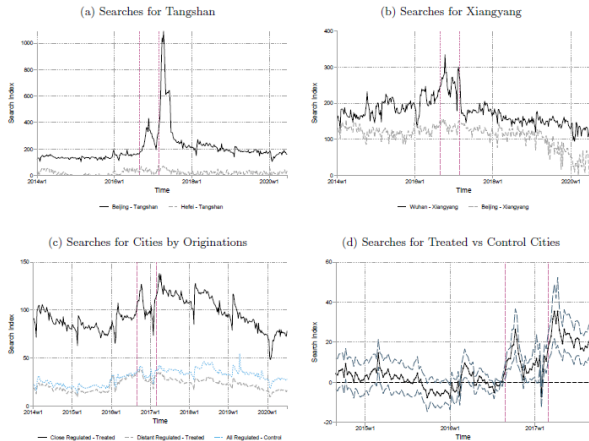 (a) Searches for Tangshan
Search Index
1000
800
600
400
200
0
2014w1 2016w1 2018w1 2020w1
Time
Beijing - Tangshan Hefei - Tangshan
(b) Searches for Xiangyang
Search Index
400
300
200
100
0
2014w1 2016w1 2018w1 2020w1
Time
Wuhan - Xiangyang Beijing - Xiangyang
(c) Searches for Cities by Originations
Search Index
150
100
50
0
2014w1 2015w1 2016w1 2017w1 2018w1 2019w1 2020w1
Time
Close Regulated - Treated Distant Regulated - Treated All Regulated - Control
(d) Searches for Treated vs Control Cities
Search Index
60
40
20
0
-20
2015w1 2016w1 2017w1
Time